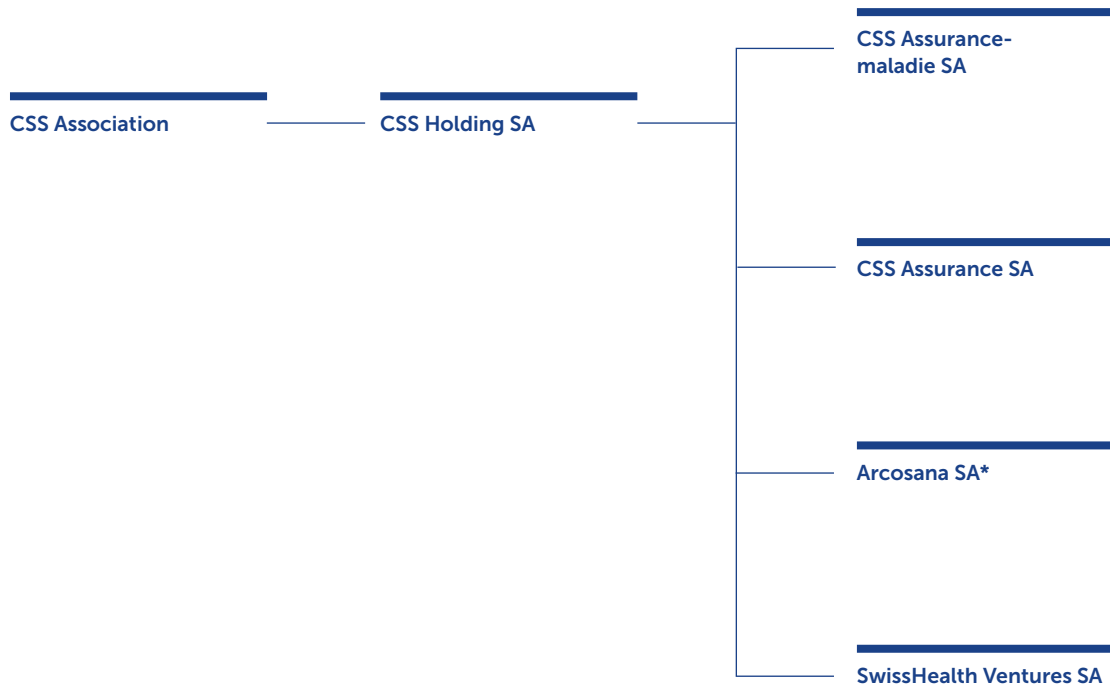 CSS Association
CSS Holding SA
CSS Assurance-
maladie SA
CSS Assurance SA
Arcosana SA*
SwissHealth Ventures SA